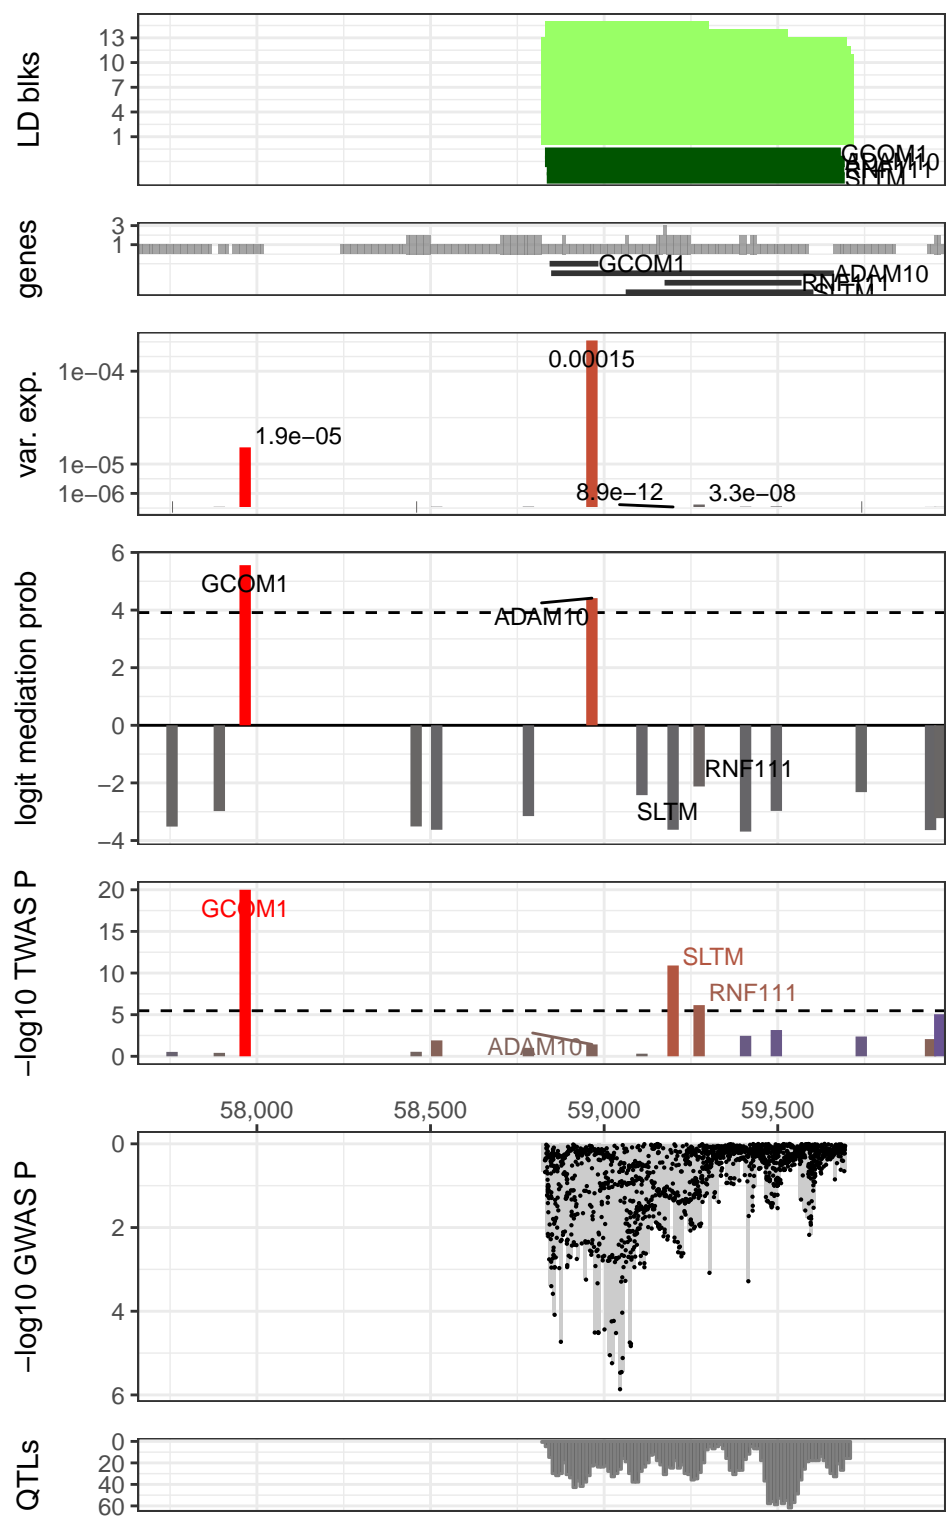 LD blks
13
10
7
4
1
GCOM1
ADAM10
RNF111
SLTM
genes
3
1
GCOM1
ADAM10
RNF111
SLTM
var. exp.
1e−04
1e−05
1e−06
0.00015
1.9e−05
8.9e−12
3.3e−08
logit mediation prob
6
4
2
0
−2
−4
GCOM1
ADAM10
RNF111
SLTM
−log10 TWAS P
20
15
10
5
0
GCOM1
SLTM
RNF111
ADAM10
58,000
58,500
59,000
59,500
−log10 GWAS P
0
2
4
6
QTLs
0
20
40
60